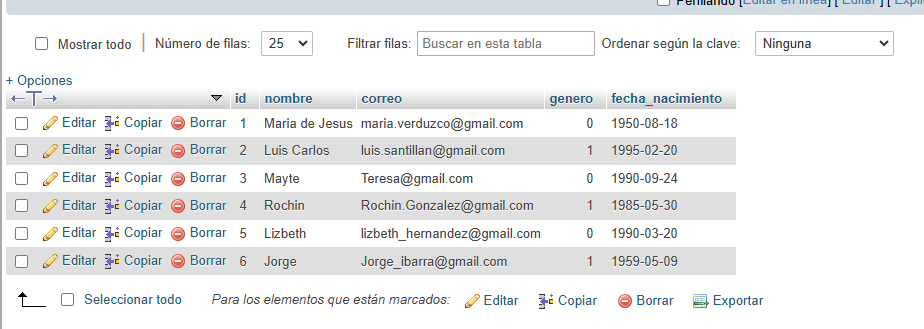 Perfilando [Editar en línea] [ Editar ] [
Mostrar todo | Número de filas: 25 Filtrar filas: Buscar en esta tabla Ordenar según la clave: Ninguna
+ Opciones
←T→ id nombre correo genero fecha_nacimiento
Editar Copiar Borrar 1 Maria de Jesus maria.verduzco@gmail.com 0 1950-08-18
Editar Copiar Borrar 2 Luis Carlos luis.santillan@gmail.com 1 1995-02-20
Editar Copiar Borrar 3 Mayte Teresa@gmail.com 0 1990-09-24
Editar Copiar Borrar 4 Rochin Rochin.Gonzalez@gmail.com 1 1985-05-30
Editar Copiar Borrar 5 Lizbeth lizbeth_hernandez@gmail.com 0 1990-03-20
Editar Copiar Borrar 6 Jorge Jorge_ibarra@gmail.com 1 1959-05-09
Seleccionar todo Para los elementos que están marcados: Editar Copiar Borrar Exportar